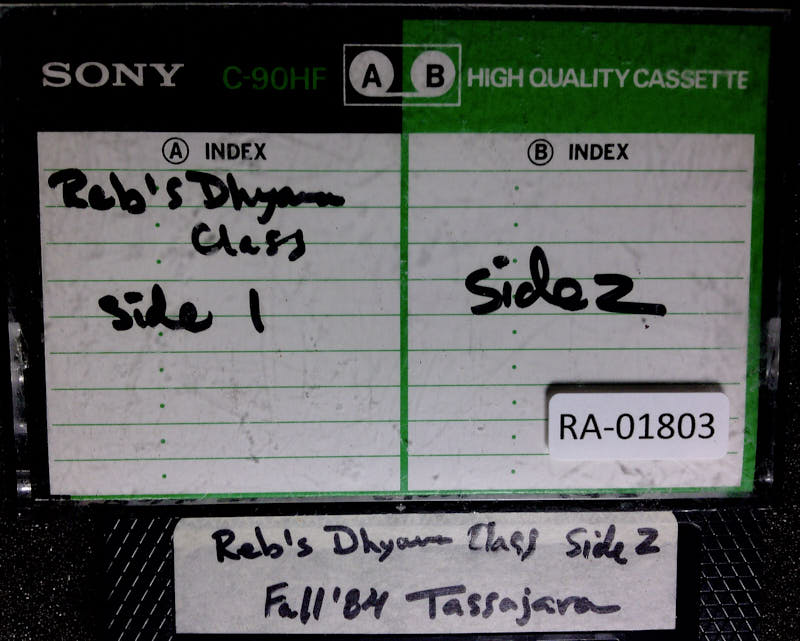 SONY C-90HF A B HIGH QUALITY CASSETTE
A INDEX
Reb's Dhyana
Class
side 1
B INDEX
Side 2
RA-01803
Reb's Dhyana Class Side 2
Fall '84 Tassajara